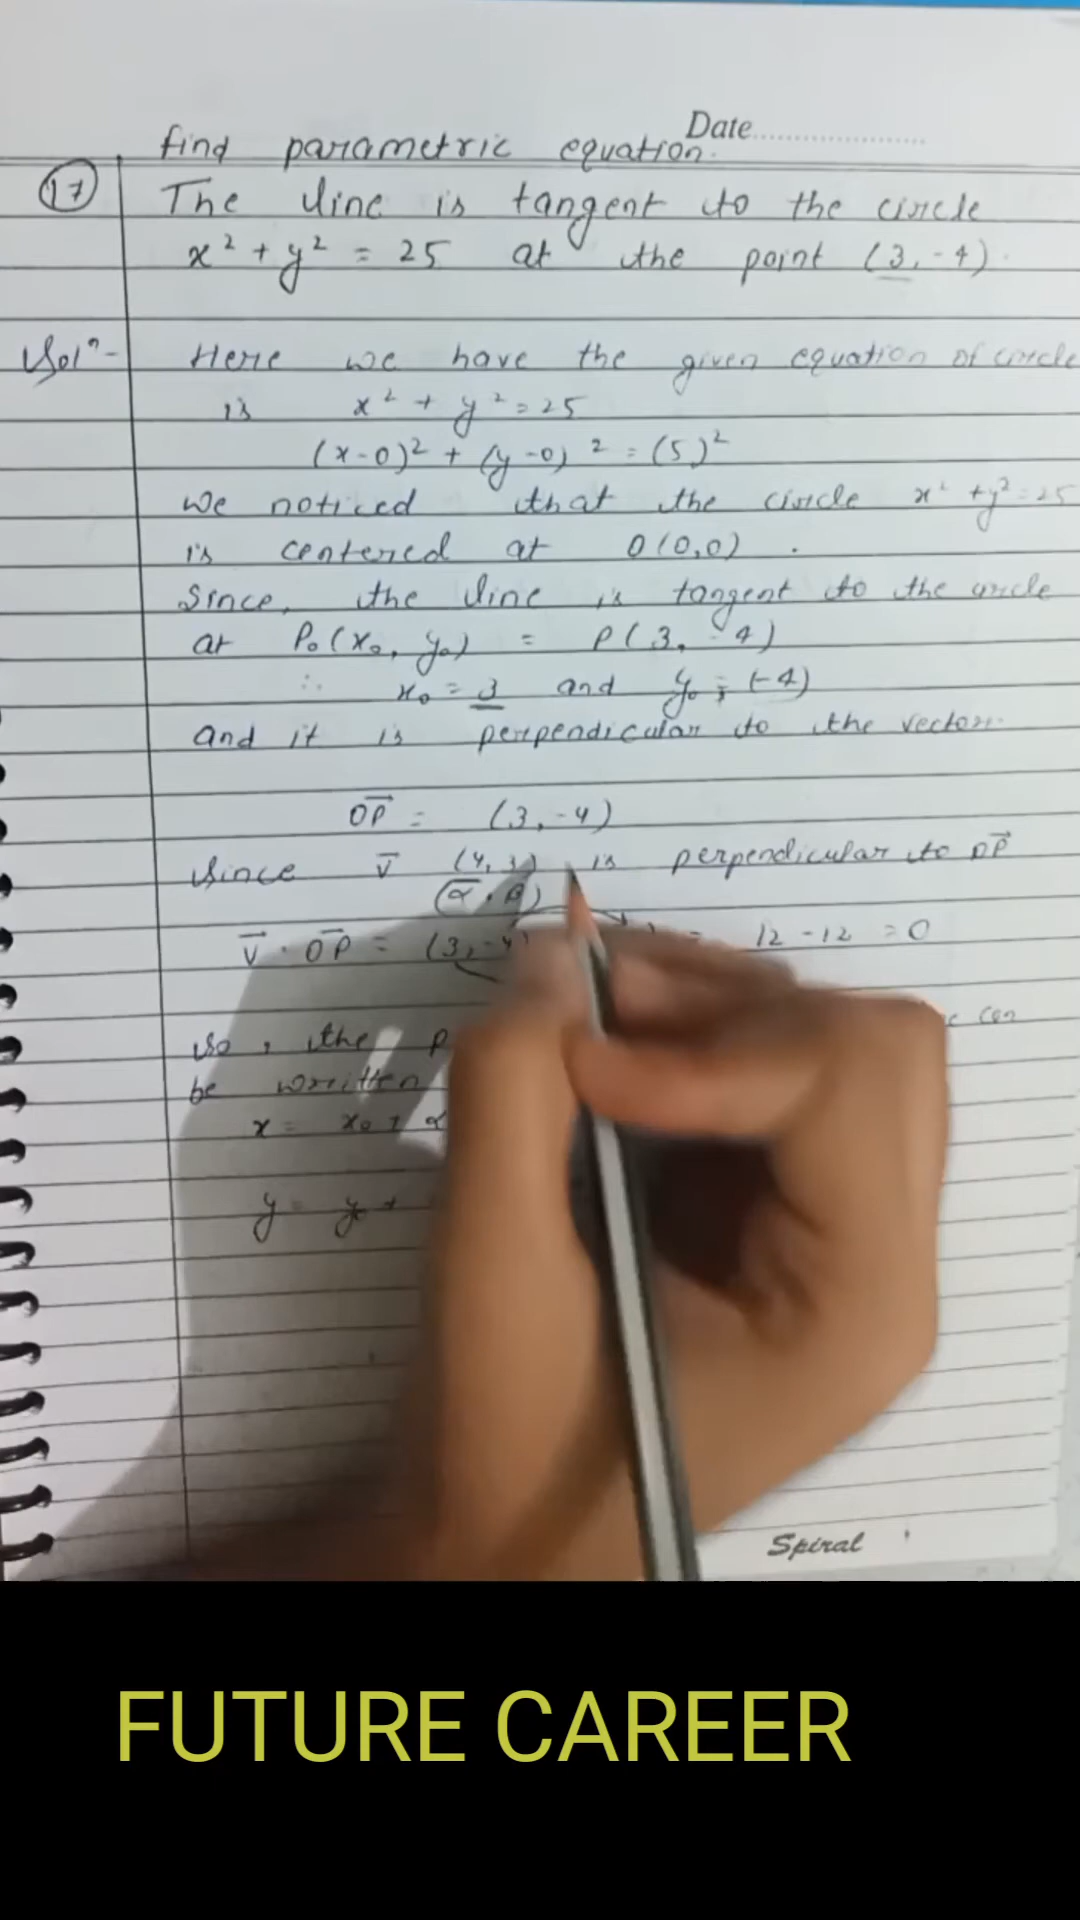 Date
find parametric equation.
17 The line is tangent to the circle
x² + y² = 25 at the point (3, -4).
Solⁿ- Here we have the given equation of circle
is x² + y² = 25
(x-0)² + (y-0)² = (5)²
we noticed that the circle x² + y² = 25
is centered at O(0,0).
Since, the line is tangent to the circle
at P₀(x₀, y₀) = P(3, -4)
∴ x₀ = 3 and y₀ = (-4)
and it is perpendicular to the vector.
OP = (3, -4)
Since v (4, 3) is perpendicular to OP
(α, β)
v · OP = (3, -4) = 12 - 12 = 0
so, the
be written
x = x₀ + α
y = y₀ +
Spiral
FUTURE CAREER